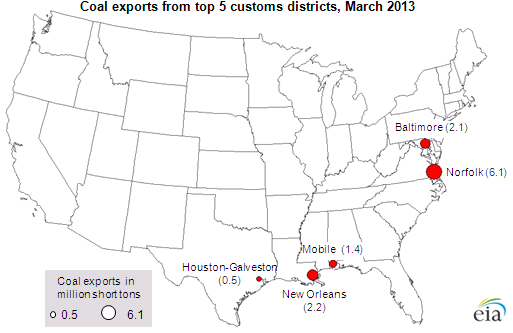 Coal exports from top 5 customs districts, March 2013
Baltimore (2.1)
Norfolk (6.1)
Mobile (1.4)
Houston-Galveston
(0.5)
New Orleans
(2.2)
Coal exports in
million short tons
0.5 6.1
eia